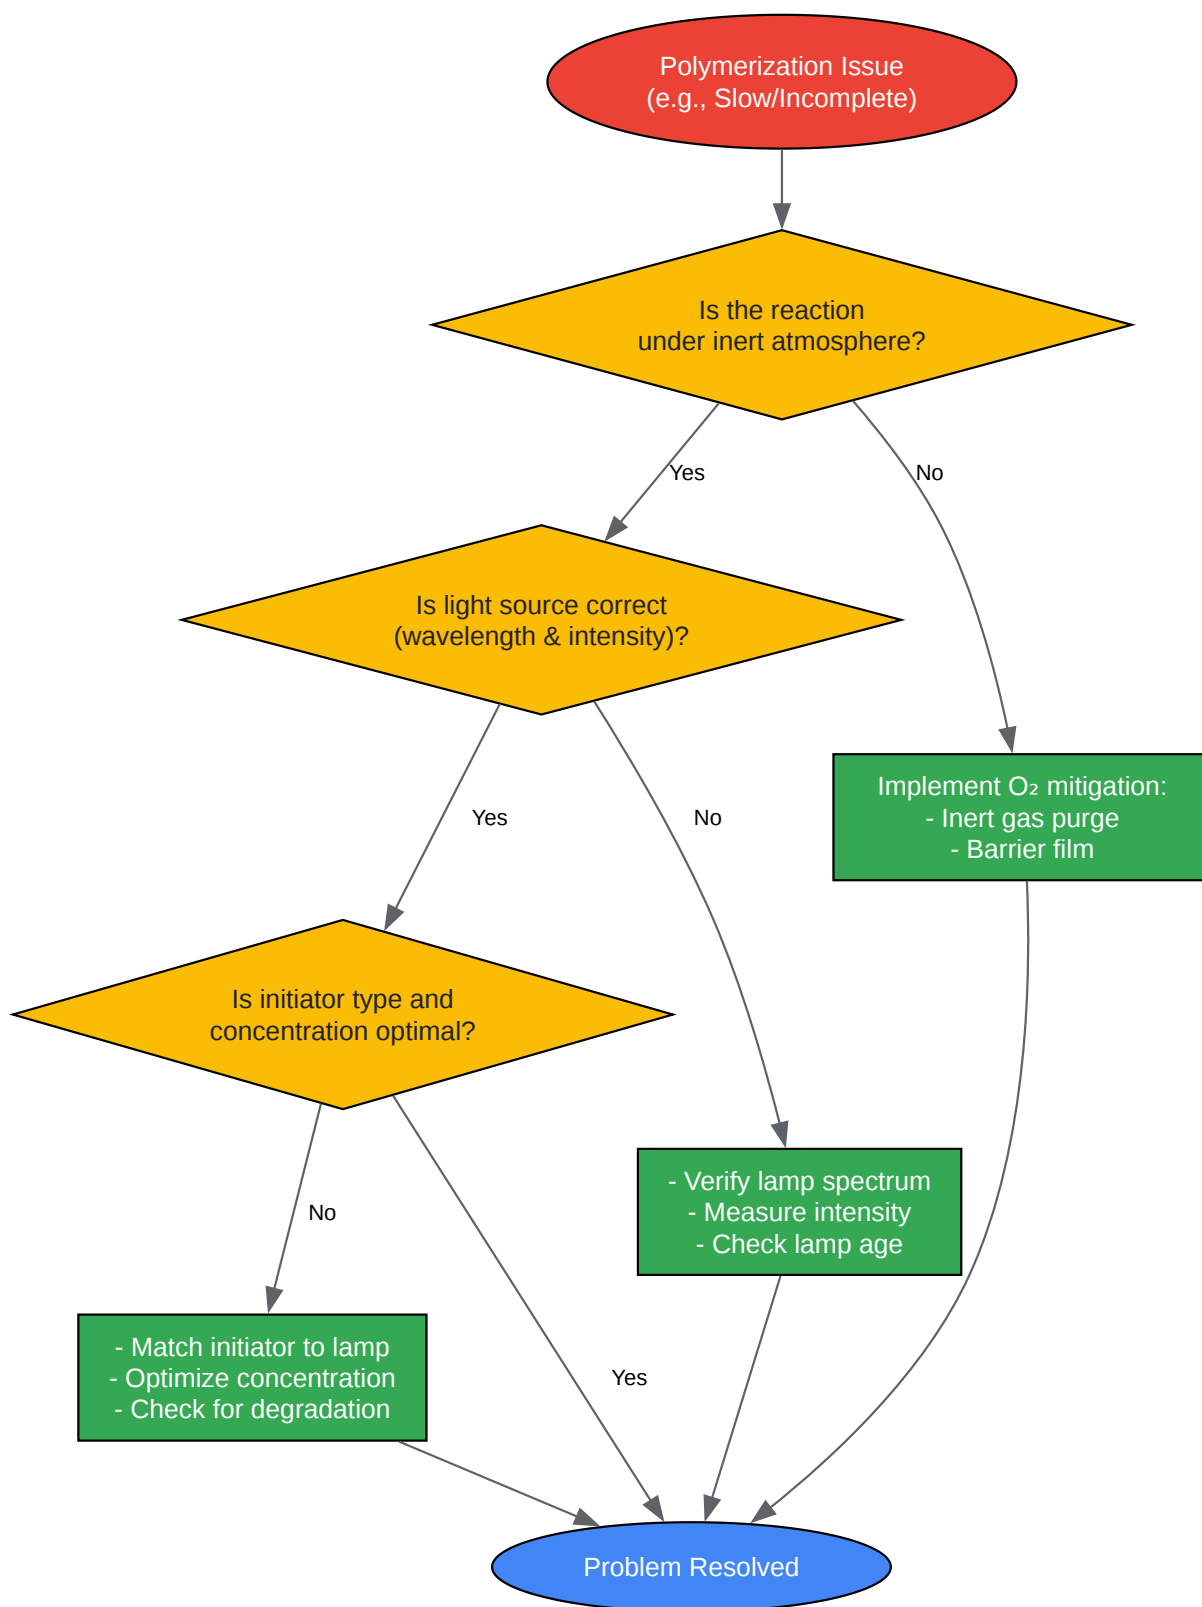 Polymerization Issue
(e.g., Slow/Incomplete)
Is the reaction
under inert atmosphere?
Yes
No
Is light source correct
(wavelength & intensity)?
Implement O₂ mitigation:
- Inert gas purge
- Barrier film
Yes
No
Is initiator type and
concentration optimal?
- Verify lamp spectrum
- Measure intensity
- Check lamp age
No
- Match initiator to lamp
- Optimize concentration
- Check for degradation
Yes
Problem Resolved